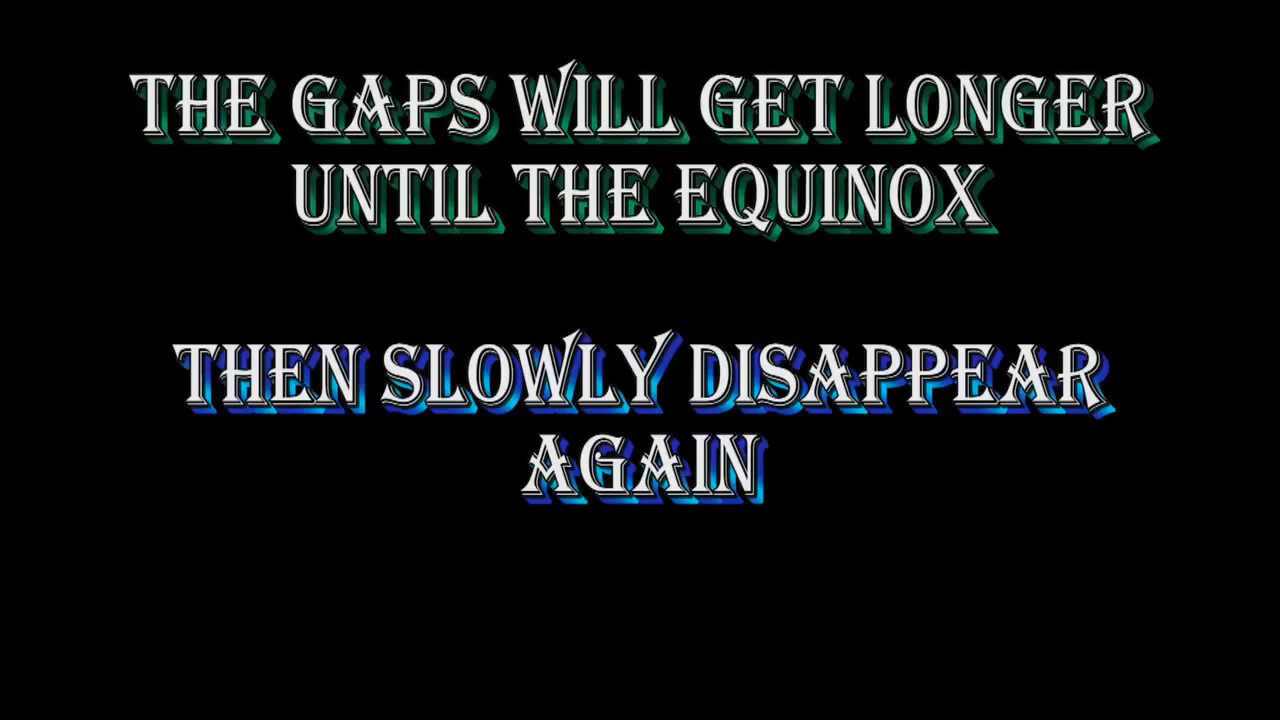 THE GAPS WILL GET LONGER
UNTIL THE EQUINOX
THEN SLOWLY DISAPPEAR
AGAIN